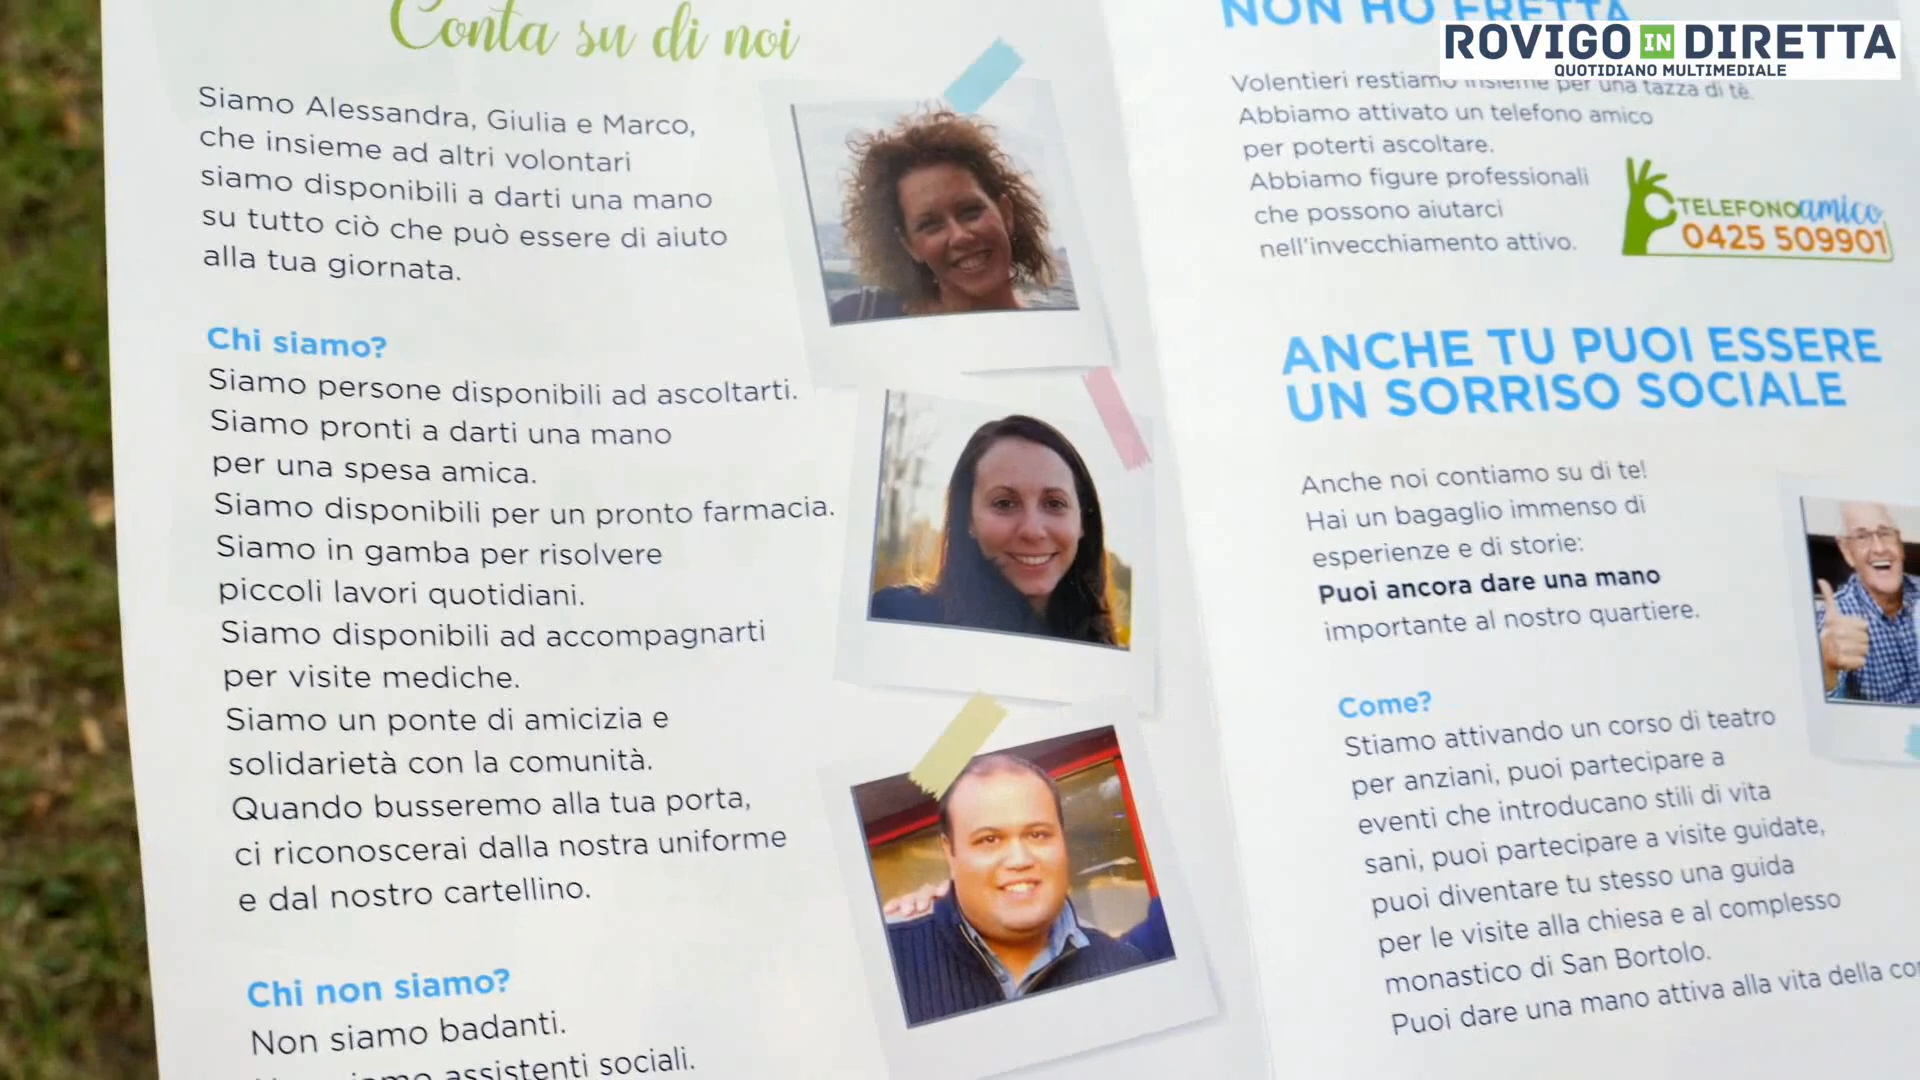 Conta su di noi
Siamo Alessandra, Giulia e Marco,
che insieme ad altri volontari
siamo disponibili a darti una mano
su tutto ciò che può essere di aiuto
alla tua giornata.
Chi siamo?
Siamo persone disponibili ad ascoltarti.
Siamo pronti a darti una mano
per una spesa amica.
Siamo disponibili per un pronto farmacia.
Siamo in gamba per risolvere
piccoli lavori quotidiani.
Siamo disponibili ad accompagnarti
per visite mediche.
Siamo un ponte di amicizia e
solidarietà con la comunità.
Quando busseremo alla tua porta,
ci riconoscerai dalla nostra uniforme
e dal nostro cartellino.
Chi non siamo?
Non siamo badanti.
assistenti sociali.
NON HO FRETTA
ROVIGO IN DIRETTA
QUOTIDIANO MULTIMEDIALE
Volentieri restiamo insieme per una tazza di tè.
Abbiamo attivato un telefono amico
per poterti ascoltare.
Abbiamo figure professionali
che possono aiutarci
nell'invecchiamento attivo.
TELEFONO amico
0425 509901
ANCHE TU PUOI ESSERE
UN SORRISO SOCIALE
Anche noi contiamo su di te!
Hai un bagaglio immenso di
esperienze e di storie:
Puoi ancora dare una mano
importante al nostro quartiere.
Come?
Stiamo attivando un corso di teatro
per anziani, puoi partecipare a
eventi che introducano stili di vita
sani, puoi partecipare a visite guidate,
puoi diventare tu stesso una guida
per le visite alla chiesa e al complesso
monastico di San Bortolo.
Puoi dare una mano attiva alla vita della